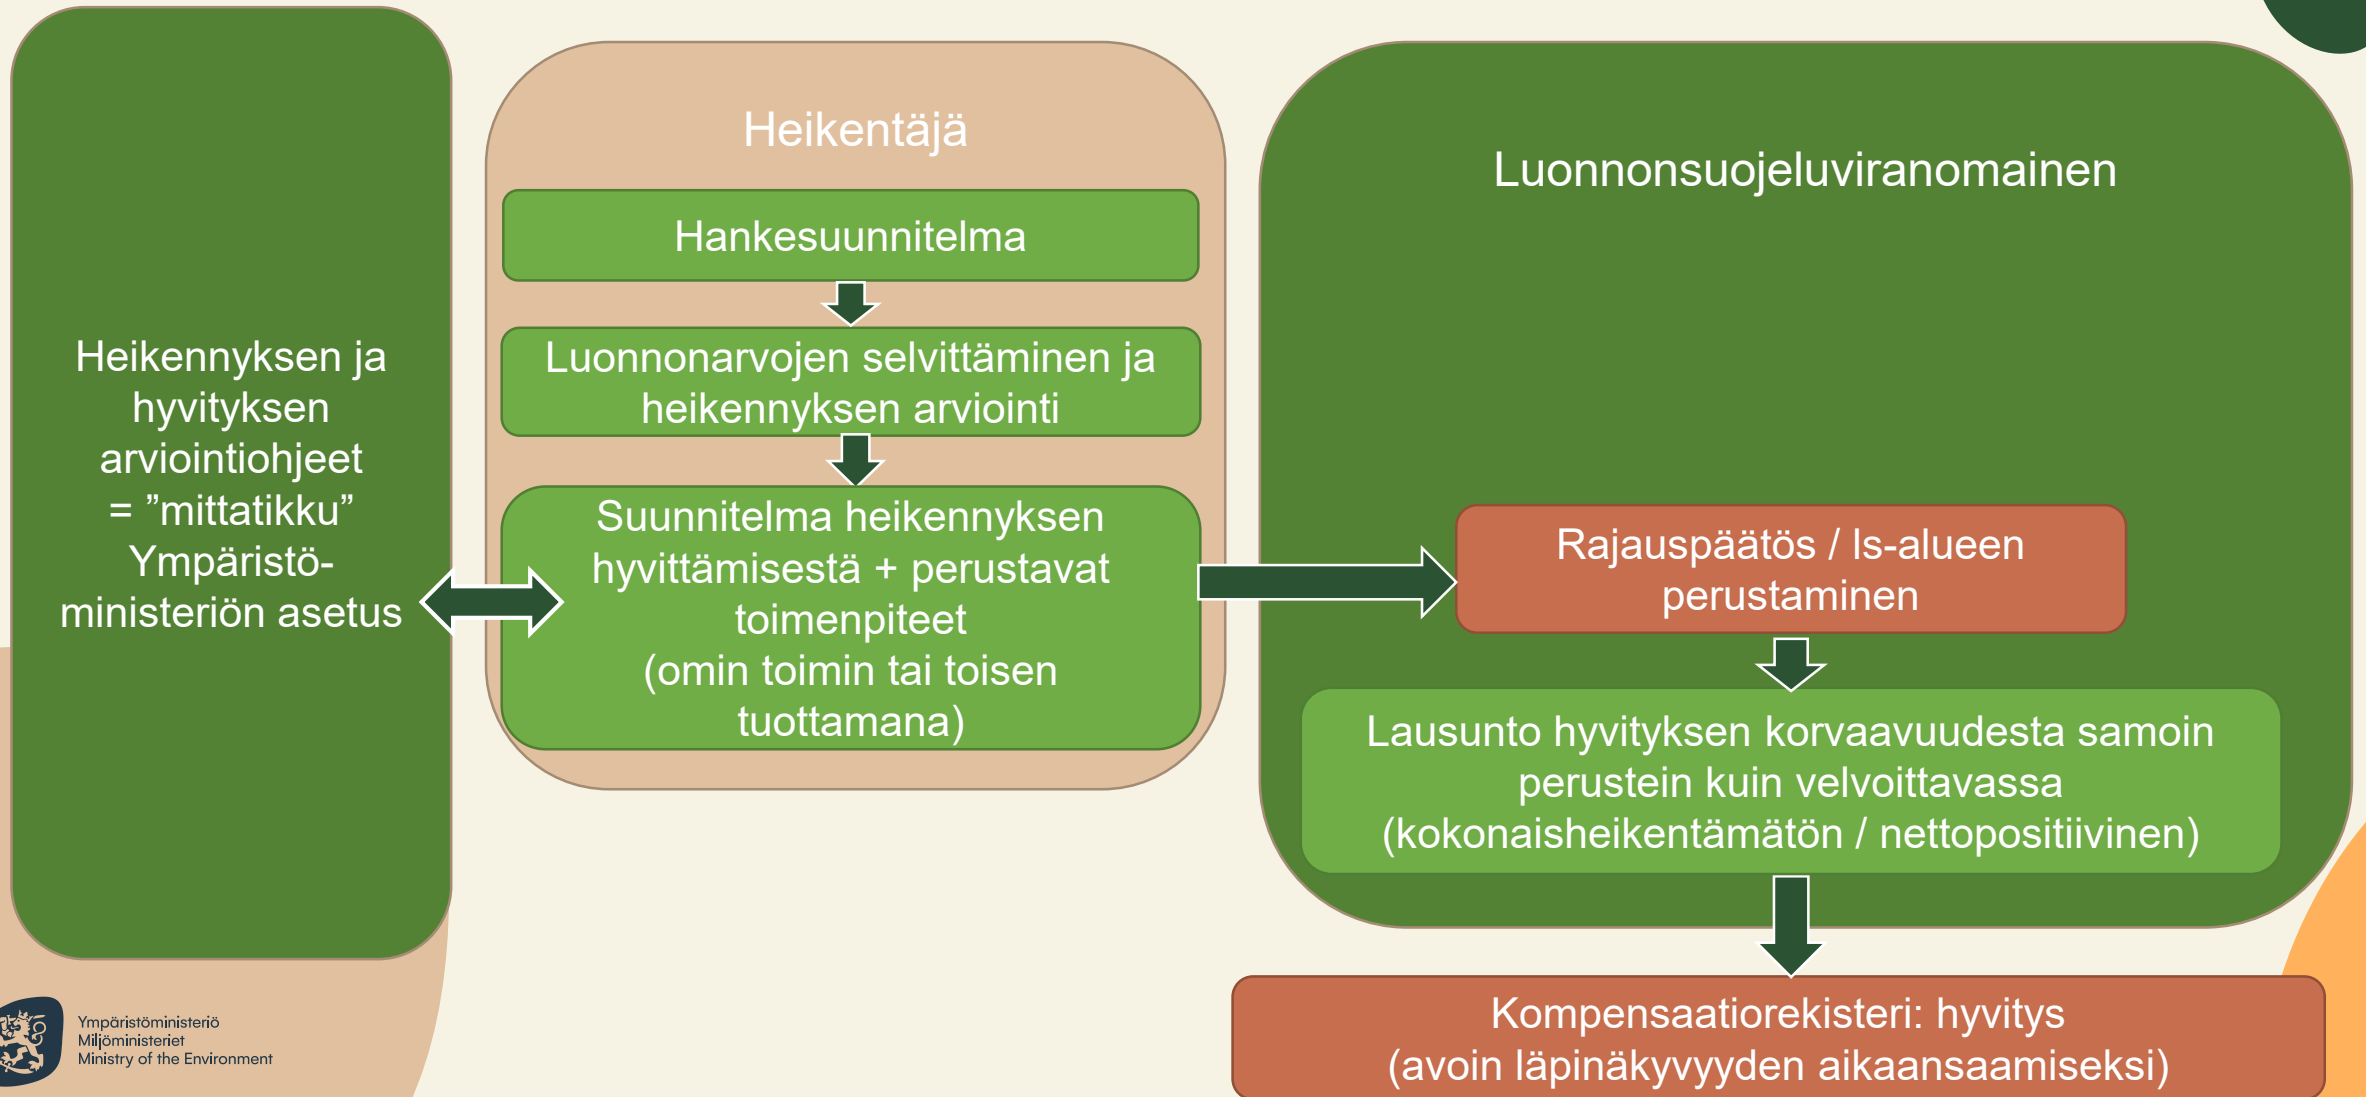 Heikennyksen ja
hyvityksen
arviointiohjeet
= ”mittatikku”
Ympäristö-
ministeriön asetus
Heikentäjä
Hankesuunnitelma
Luonnonarvojen selvittäminen ja
heikennyksen arviointi
Suunnitelma heikennyksen
hyvittämisestä + perustavat
toimenpiteet
(omin toimin tai toisen
tuottamana)
Luonnonsuojeluviranomainen
Rajauspäätös / ls-alueen
perustaminen
Lausunto hyvityksen korvaavuudesta samoin
perustein kuin velvoittavassa
(kokonaisheikentämätön / nettopositiivinen)
Kompensaatiorekisteri: hyvitys
(avoin läpinäkyvyyden aikaansaamiseksi)
Ympäristöministeriö
Miljöministeriet
Ministry of the Environment